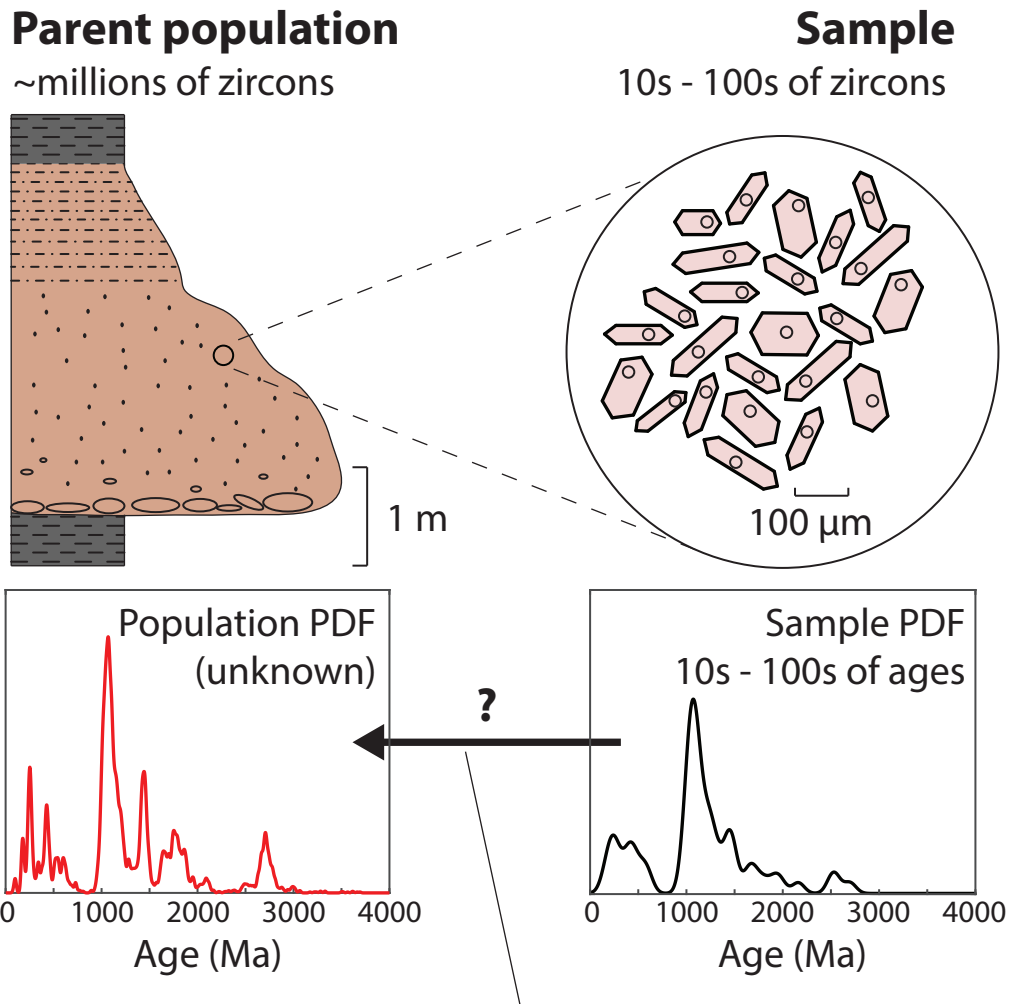 Parent population
~millions of zircons
Sample
10s - 100s of zircons
1 m
100 μm
Population PDF
(unknown)
?
Sample PDF
10s - 100s of ages
0 1000 2000 3000 4000
Age (Ma)
0 1000 2000 3000 4000
Age (Ma)